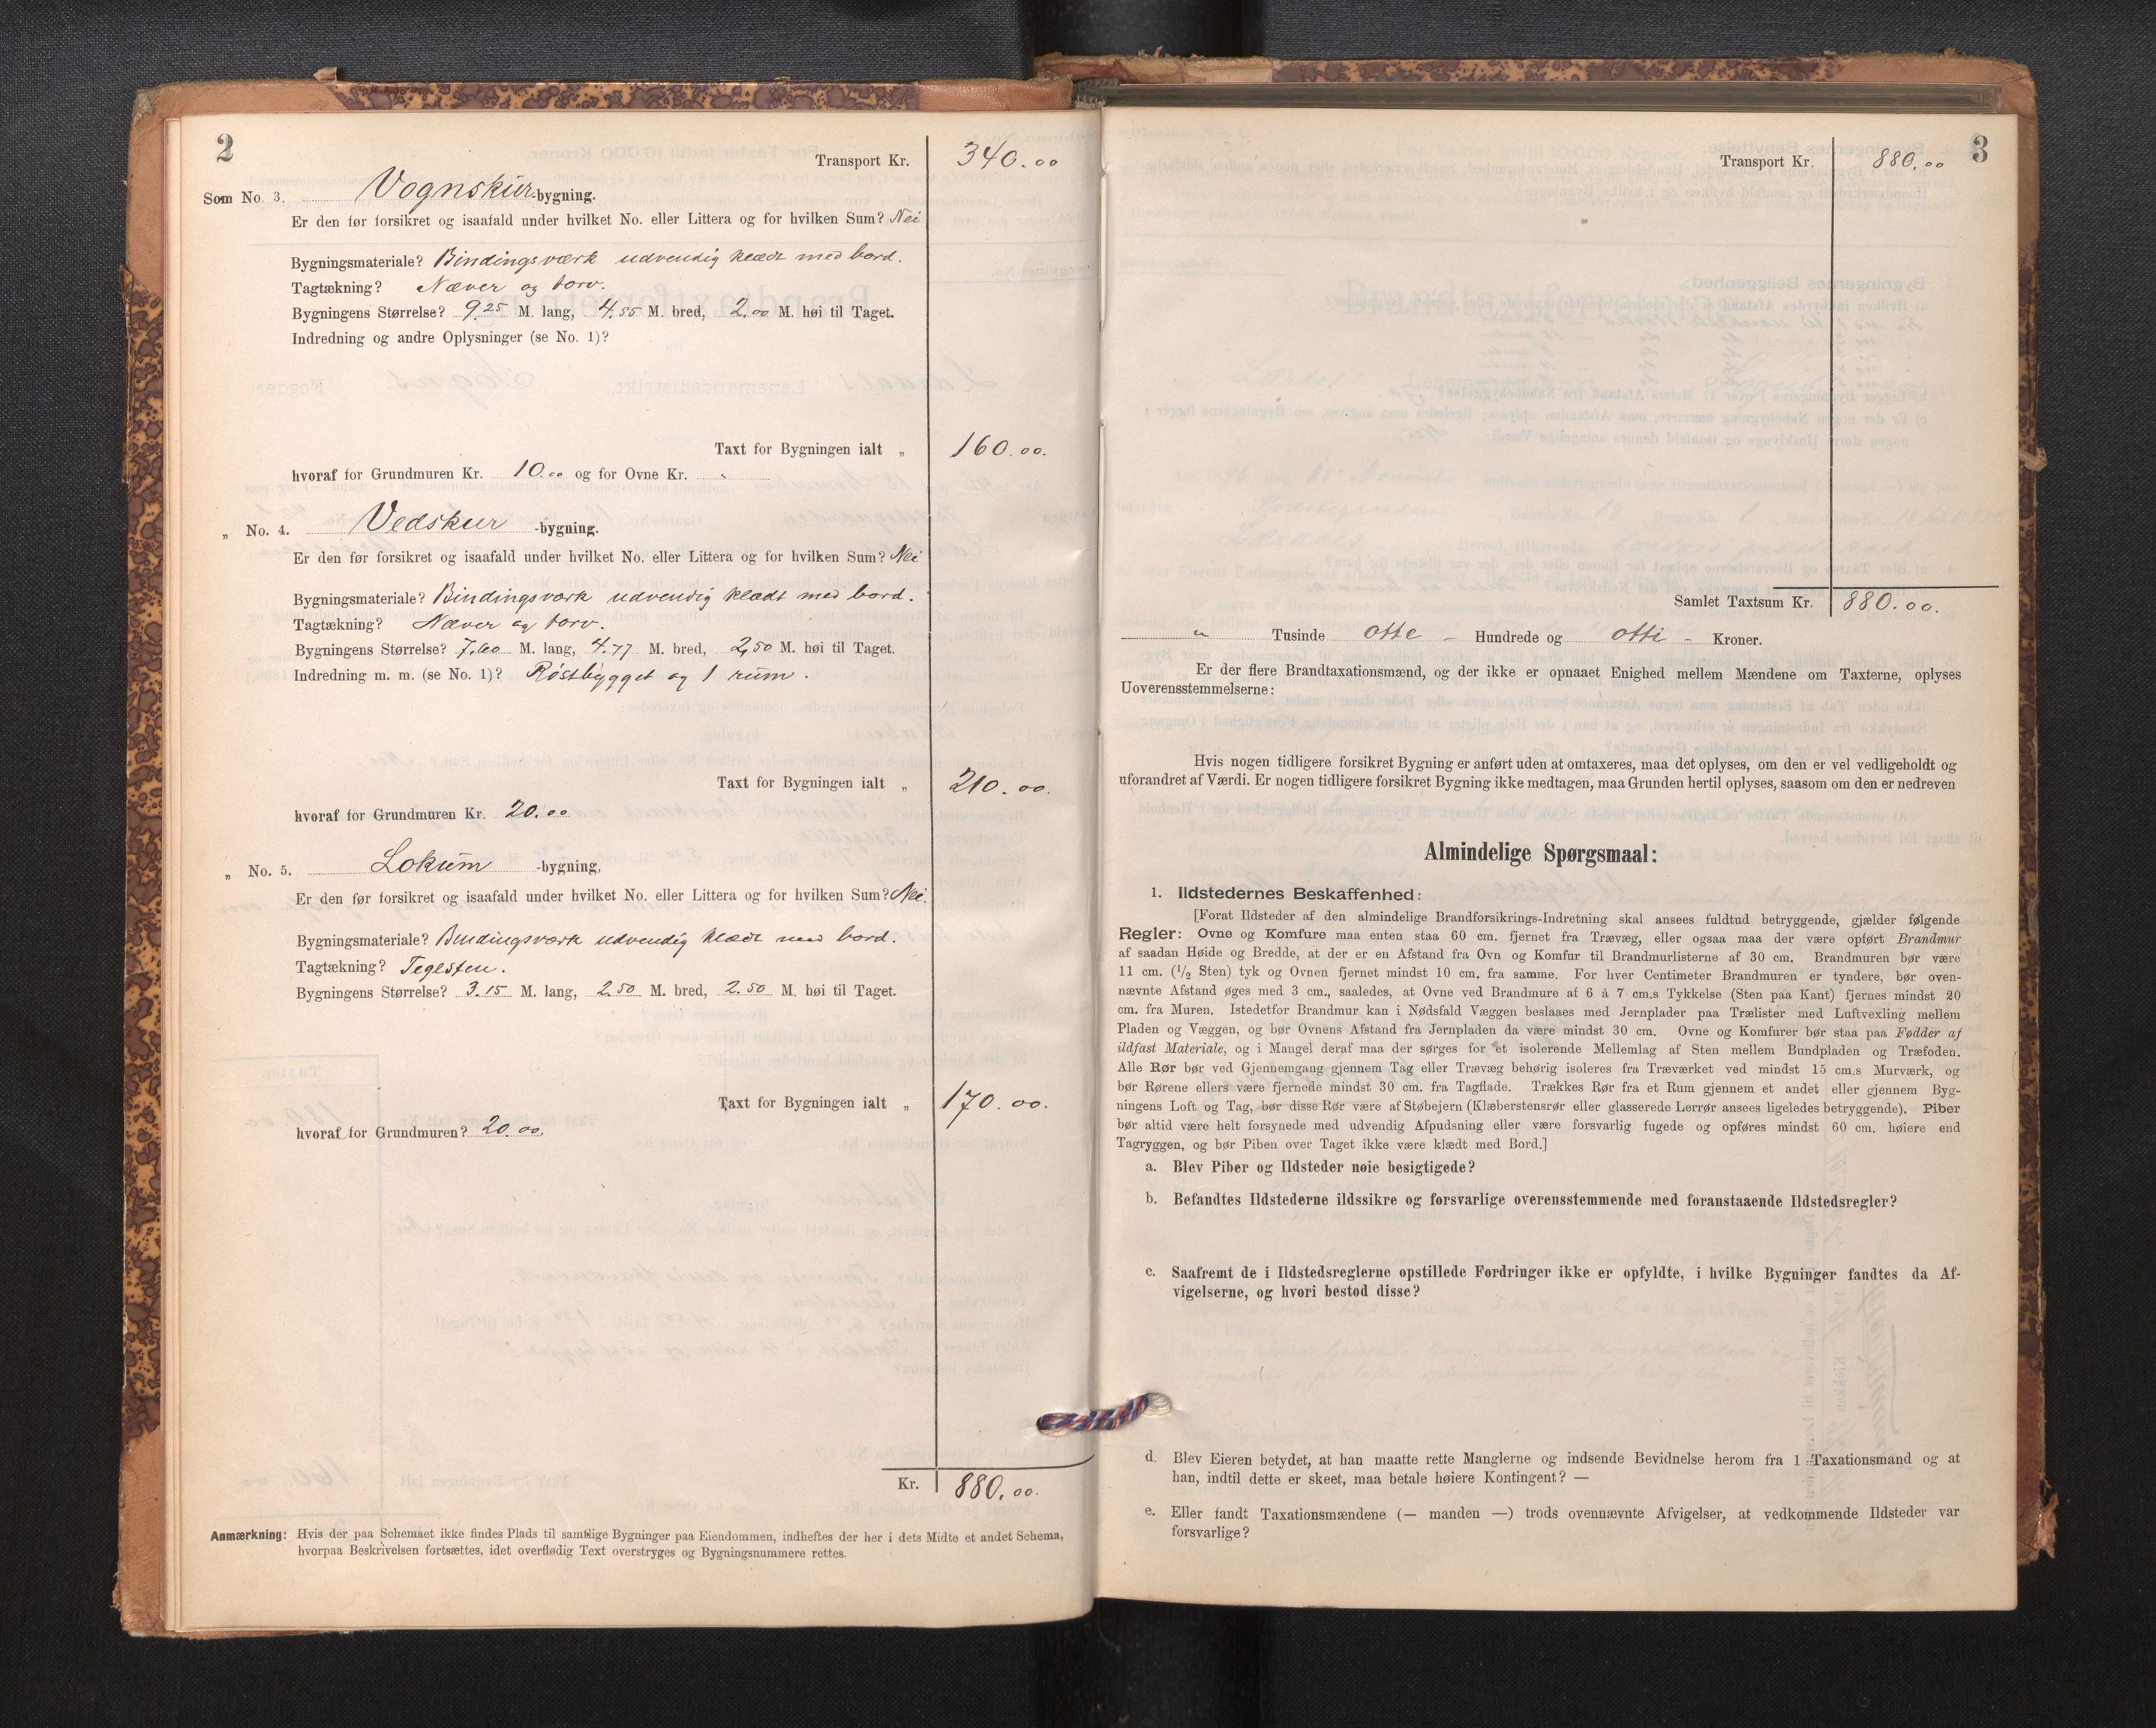 2
Transport Kr. 340.00
Som No. 3. Vognskur-bygning.
Er den før forsikret og isaafald under hvilket No. eller Littera og for hvilken Sum? Nei
Bygningsmateriale? Bindingsværk udvendig klædt med bord.
Tagtækning? Næver og torv.
Bygningens Størrelse? 9.25 M. lang, 4.55 M. bred, 2.00 M. høi til Taget.
Indredning og andre Oplysninger (se No. 1)?
Taxt for Bygningen ialt „ 160.00.
hvoraf for Grundmuren Kr. 10.00 og for Ovne Kr. „
„ No. 4. Vedskur -bygning.
Er den før forsikret og isaafald under hvilket No. eller Littera og for hvilken Sum? Nei
Bygningsmateriale? Bindingsværk udvendig klædt med bord.
Tagtækning? Næver og torv.
Bygningens Størrelse? 7.60 M. lang, 4.77 M. bred, 2,50 M. høi til Taget.
Indredning m. m. (se No. 1)? Røstbygget og 1 rum.
Taxt for Bygningen ialt „ 210.00.
hvoraf for Grundmuren Kr. 20.00
„ No. 5. Lokum -bygning,
Er den før forsikret og isaafald under hvilket No. eller Littera og for hvilken Sum? Nei.
Bygningsmateriale? Bindingsværk udvendig klædt med bord.
Tagtækning? Teglsten.
Bygningens Størrelse? 3.15 M. lang, 2.50 M. bred, 2.50 M. høi til Taget.
Taxt for Bygningen ialt „ 170.00.
hvoraf for Grundmuren? 20.00.
Kr. 880.00.
Anmærkning: Hvis der paa Schemaet ikke findes Plads til samtlige Bygninger paa Eiendommen, indheftes der her i dets Midte et andet Schema,
hvorpaa Beskrivelsen fortsættes, idet overflødig Text overstryges og Bygningsnummere rettes.
3
Transport Kr. 880.00
Samlet Taxtsum Kr. 880.00.
„ Tusinde otte – Hundrede og otti – Kroner.
Er der flere Brandtaxationsmænd, og der ikke er opnaaet Enighed mellem Mændene om Taxterne, oplyses
Uoverensstemmelserne:
Hvis nogen tidligere forsikret Bygning er anført uden at omtaxeres, maa det oplyses, om den er vel vedligeholdt og
uforandret af Værdi. Er nogen tidligere forsikret Bygning ikke medtagen, maa Grunden hertil oplyses, saasom om den er nedreven
Almindelige Spørgsmaal:
1. Ildstedernes Beskaffenhed:
[Forat Ildsteder af den almindelige Brandforsikrings-Indretning skal ansees fuldtud betryggende, gjælder følgende
Regler: Ovne og Komfure maa enten staa 60 cm. fjernet fra Trævæg, eller ogsaa maa der være opført Brandmur
af saadan Høide og Bredde, at der er en Afstand fra Ovn og Komfur til Brandmurlisterne af 30 cm. Brandmuren bør være
11 cm. (1/2 Sten) tyk og Ovnen fjernet mindst 10 cm. fra samme. For hver Centimeter Brandmuren er tyndere, bør oven-
nævnte Afstand øges med 3 cm., saaledes, at Ovne ved Brandmure af 6 à 7 cm.s Tykkelse (Sten paa Kant) fjernes mindst 20
cm. fra Muren. Istedetfor Brandmur kan i Nødsfald Væggen beslaaes med Jernplader paa Trælister med Luftvexling mellem
Pladen og Væggen, og bør Ovnens Afstand fra Jernpladen da være mindst 30 cm. Ovne og Komfurer bør staa paa Fødder af
ildfast Materiale, og i Mangel deraf maa der sørges for et isolerende Mellemlag af Sten mellem Bundpladen og Træfoden.
Alle Rør bør ved Gjennemgang gjennem Tag eller Trævæg behørig isoleres fra Træværket ved mindst 15 cm.s Murværk, og
bør Rørene ellers være fjernede mindst 30 cm. fra Tagflade. Trækkes Rør fra et Rum gjennem et andet eller gjennem Byg-
ningens Loft og Tag, bør disse Rør være af Støbejern (Klæberstensrør eller glasserede Lerrør ansees ligeledes betryggende). Piber
bør altid være helt forsynede med udvendig Afpudsning eller være forsvarlig fugede og opføres mindst 60 cm. høiere end
Tagryggen, og bør Piben over Taget ikke være klædt med Bord.]
a. Blev Piber og Ildsteder nøie besigtigede?
b. Befandtes Ildstederne ildssikre og forsvarlige overensstemmende med foranstaaende Ildstedsregler?
c. Saafremt de i Ildstedsreglerne opstillede Fordringer ikke er opfyldte, i hvilke Bygninger fandtes da Af-
vigelserne, og hvori bestod disse?
d. Blev Eieren betydet, at han maatte rette Manglerne og indsende Bevidnelse herom fra 1 Taxationsmand og at
han, indtil dette er skeet, maa betale høiere Kontingent? —
e. Eller fandt Taxationsmændene (— manden —) trods ovennævnte Afvigelser, at vedkommende Ildsteder var
forsvarlige?